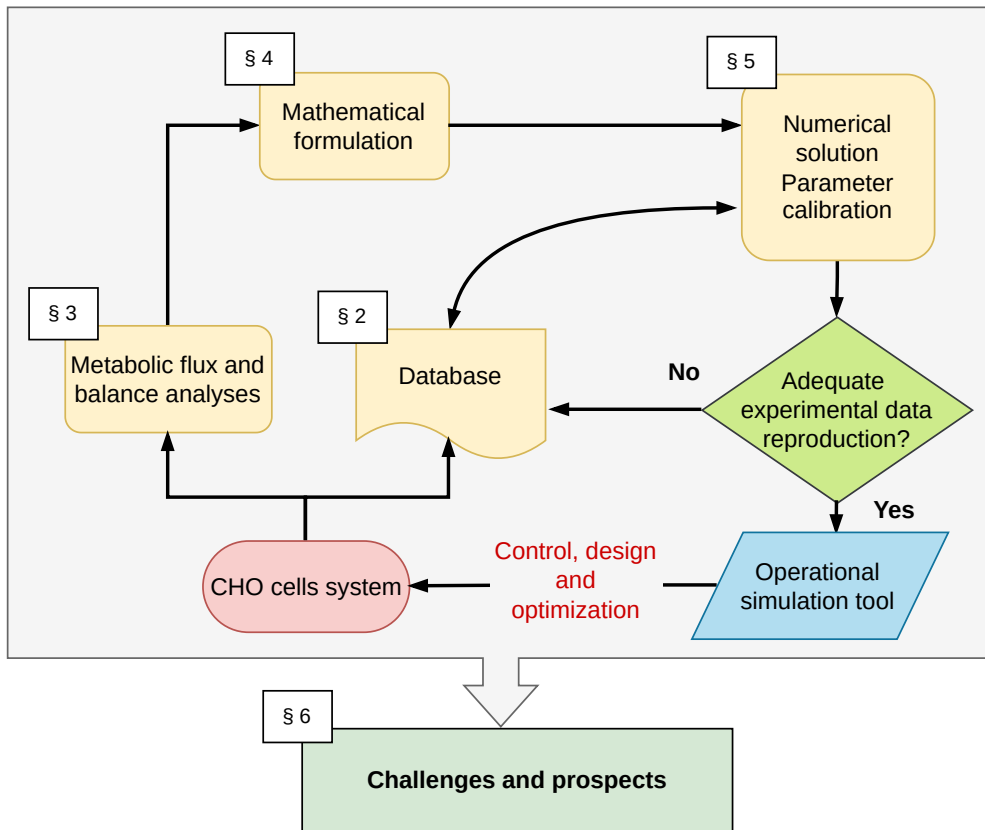 § 4
Mathematical
formulation
§ 5
Numerical
solution
Parameter
calibration
§ 3
Metabolic flux and
balance analyses
§ 2
Database
No
Adequate
experimental data
reproduction?
Yes
CHO cells system
Control, design
and
optimization
Operational
simulation tool
§ 6
Challenges and prospects